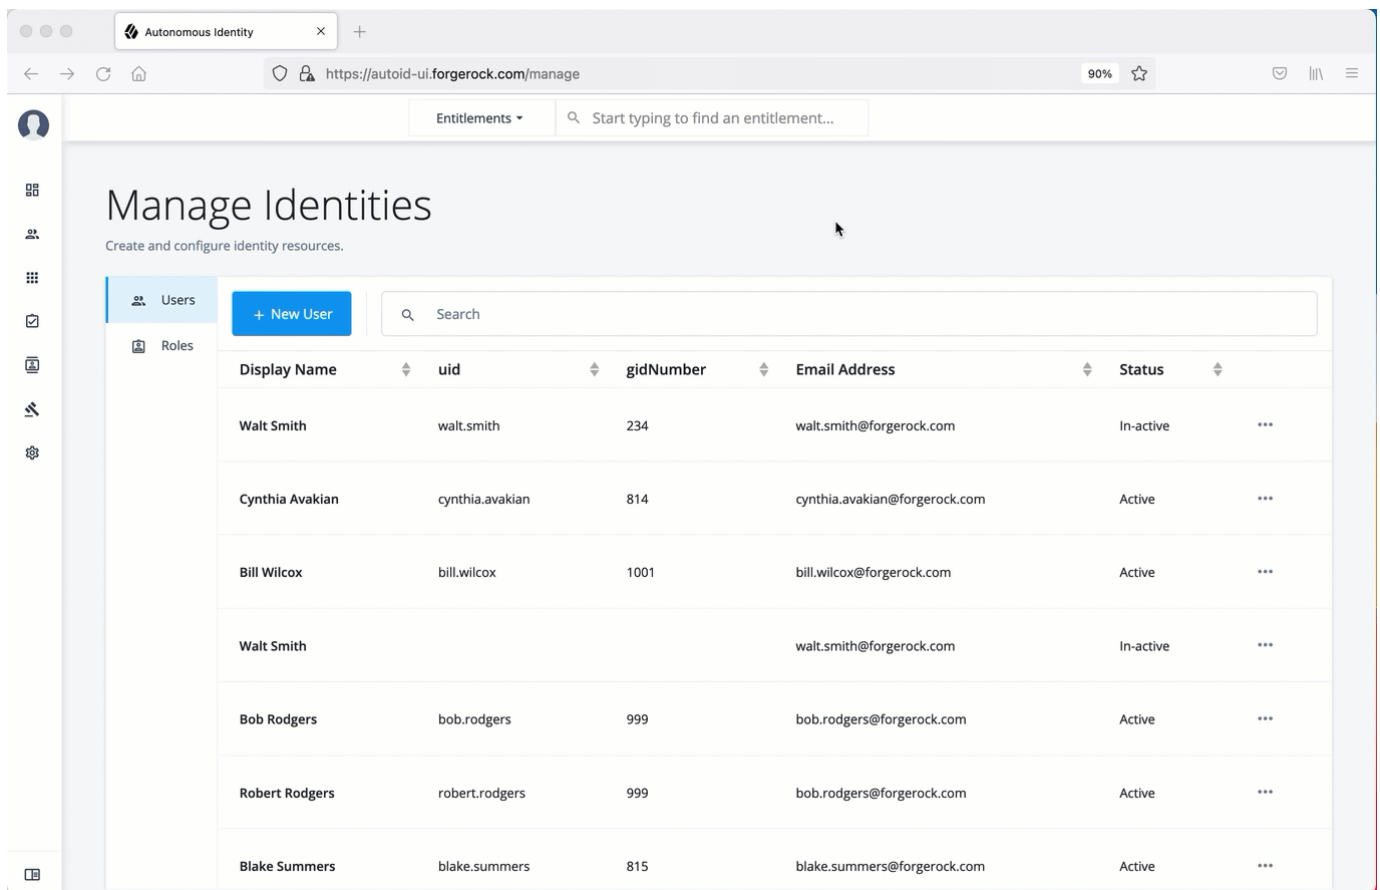 Autonomous Identity
https://autoid-ui.forgerock.com/manage 90%
Entitlements Start typing to find an entitlement...
Manage Identities
Create and configure identity resources.
Users + New User Search
Roles
Display Name uid gidNumber Email Address Status
Walt Smith walt.smith 234 walt.smith@forgerock.com In-active
Cynthia Avakian cynthia.avakian 814 cynthia.avakian@forgerock.com Active
Bill Wilcox bill.wilcox 1001 bill.wilcox@forgerock.com Active
Walt Smith walt.smith@forgerock.com In-active
Bob Rodgers bob.rodgers 999 bob.rodgers@forgerock.com Active
Robert Rodgers robert.rodgers 999 bob.rodgers@forgerock.com Active
Blake Summers blake.summers 815 blake.summers@forgerock.com Active